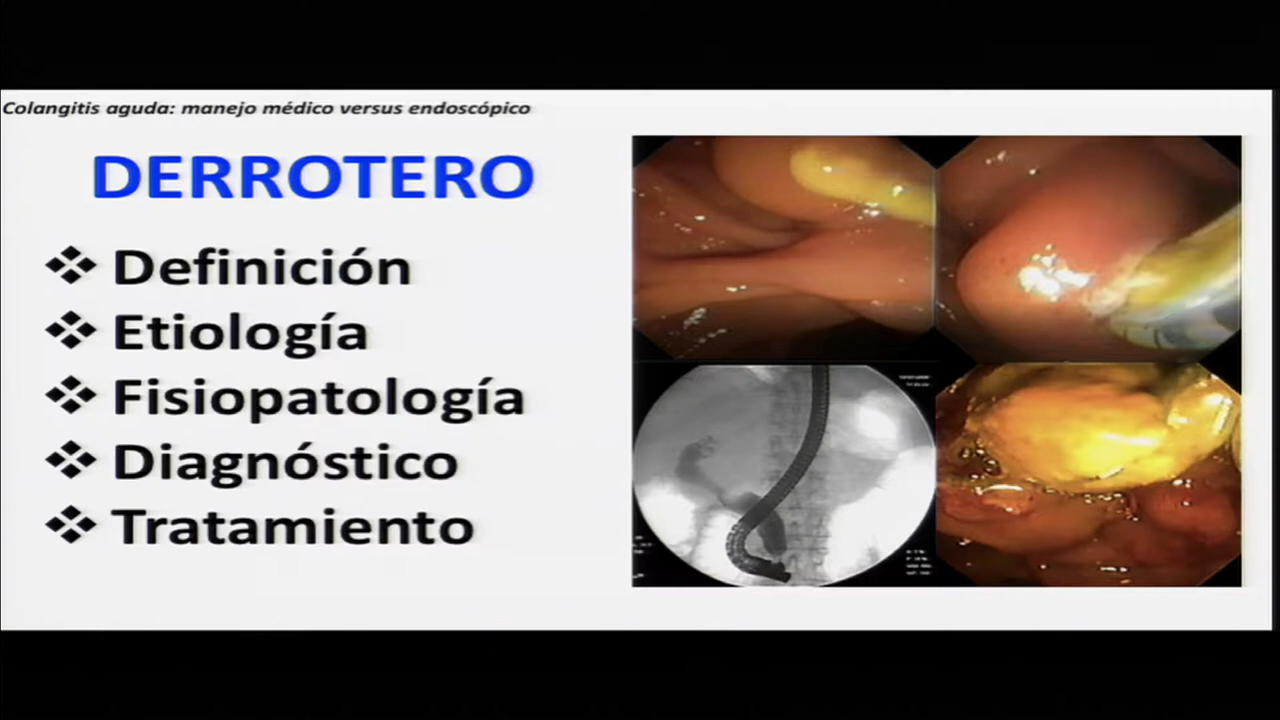 Colangitis aguda: manejo médico versus endoscópico
DERROTERO
❖ Definición
❖ Etiología
❖ Fisiopatología
❖ Diagnóstico
❖ Tratamiento